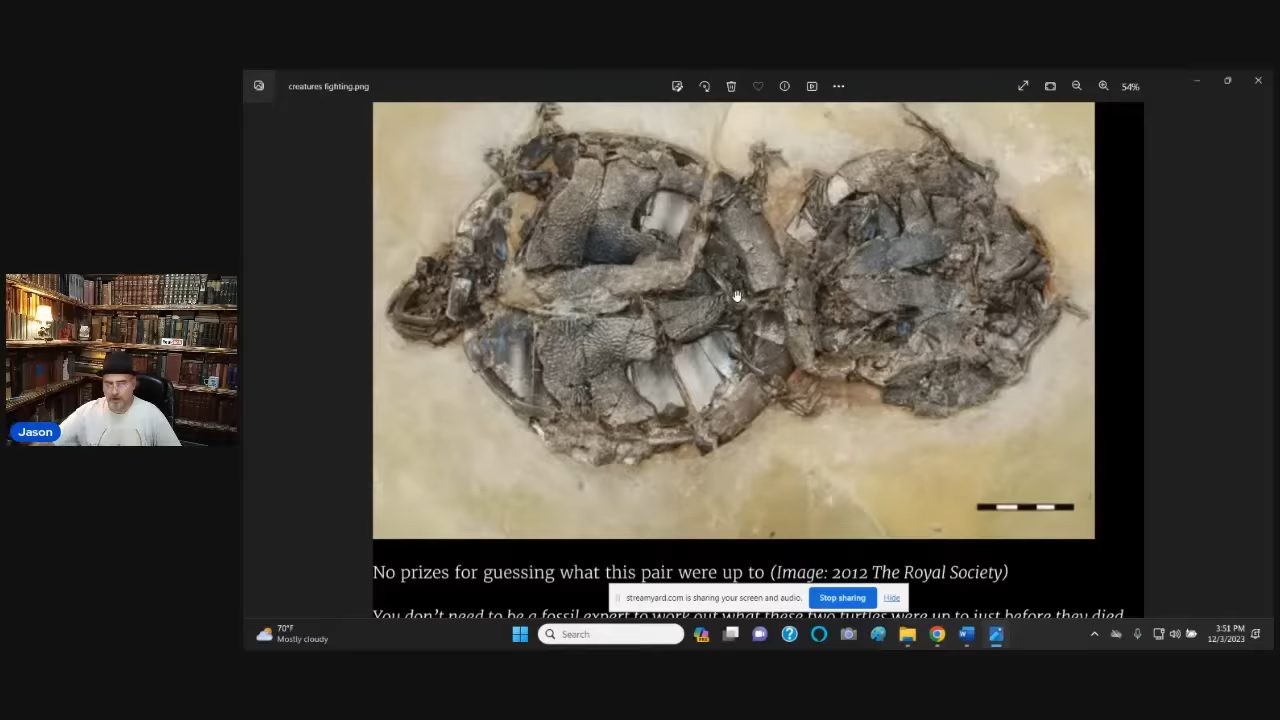 creatures fighting.png
54%
Jason
No prizes for guessing what this pair were up to (Image: 2012 The Royal Society)
streamyard.com is sharing your screen and audio.
Stop sharing
Hide
You don't need to be a fossil expert to work out what these two turtles were up to just before they died
70°F
Mostly cloudy
Search
3:51 PM
12/3/2023